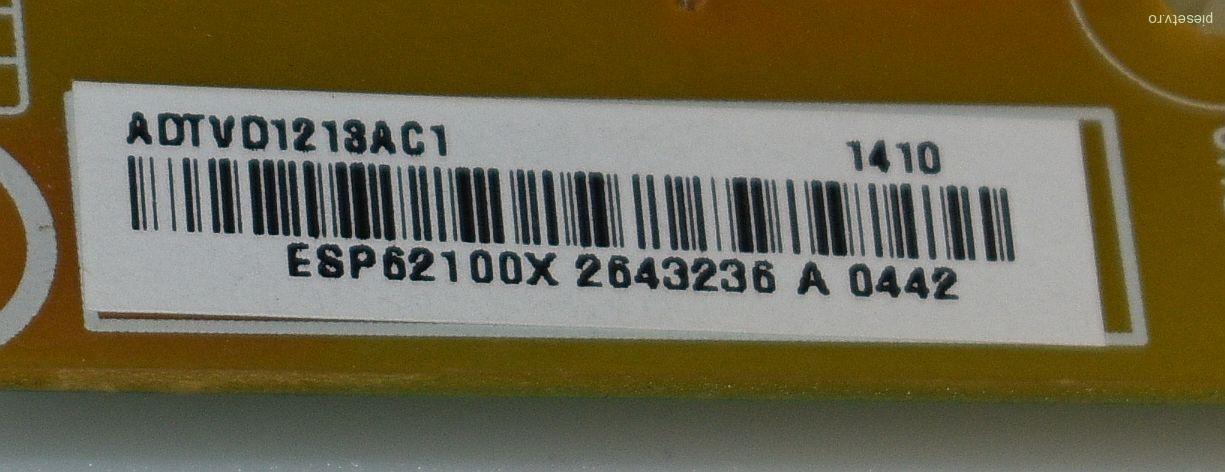 piesetv.ro
ADTVD1213AC1
1410
ESP62100X 2643236 A 0442